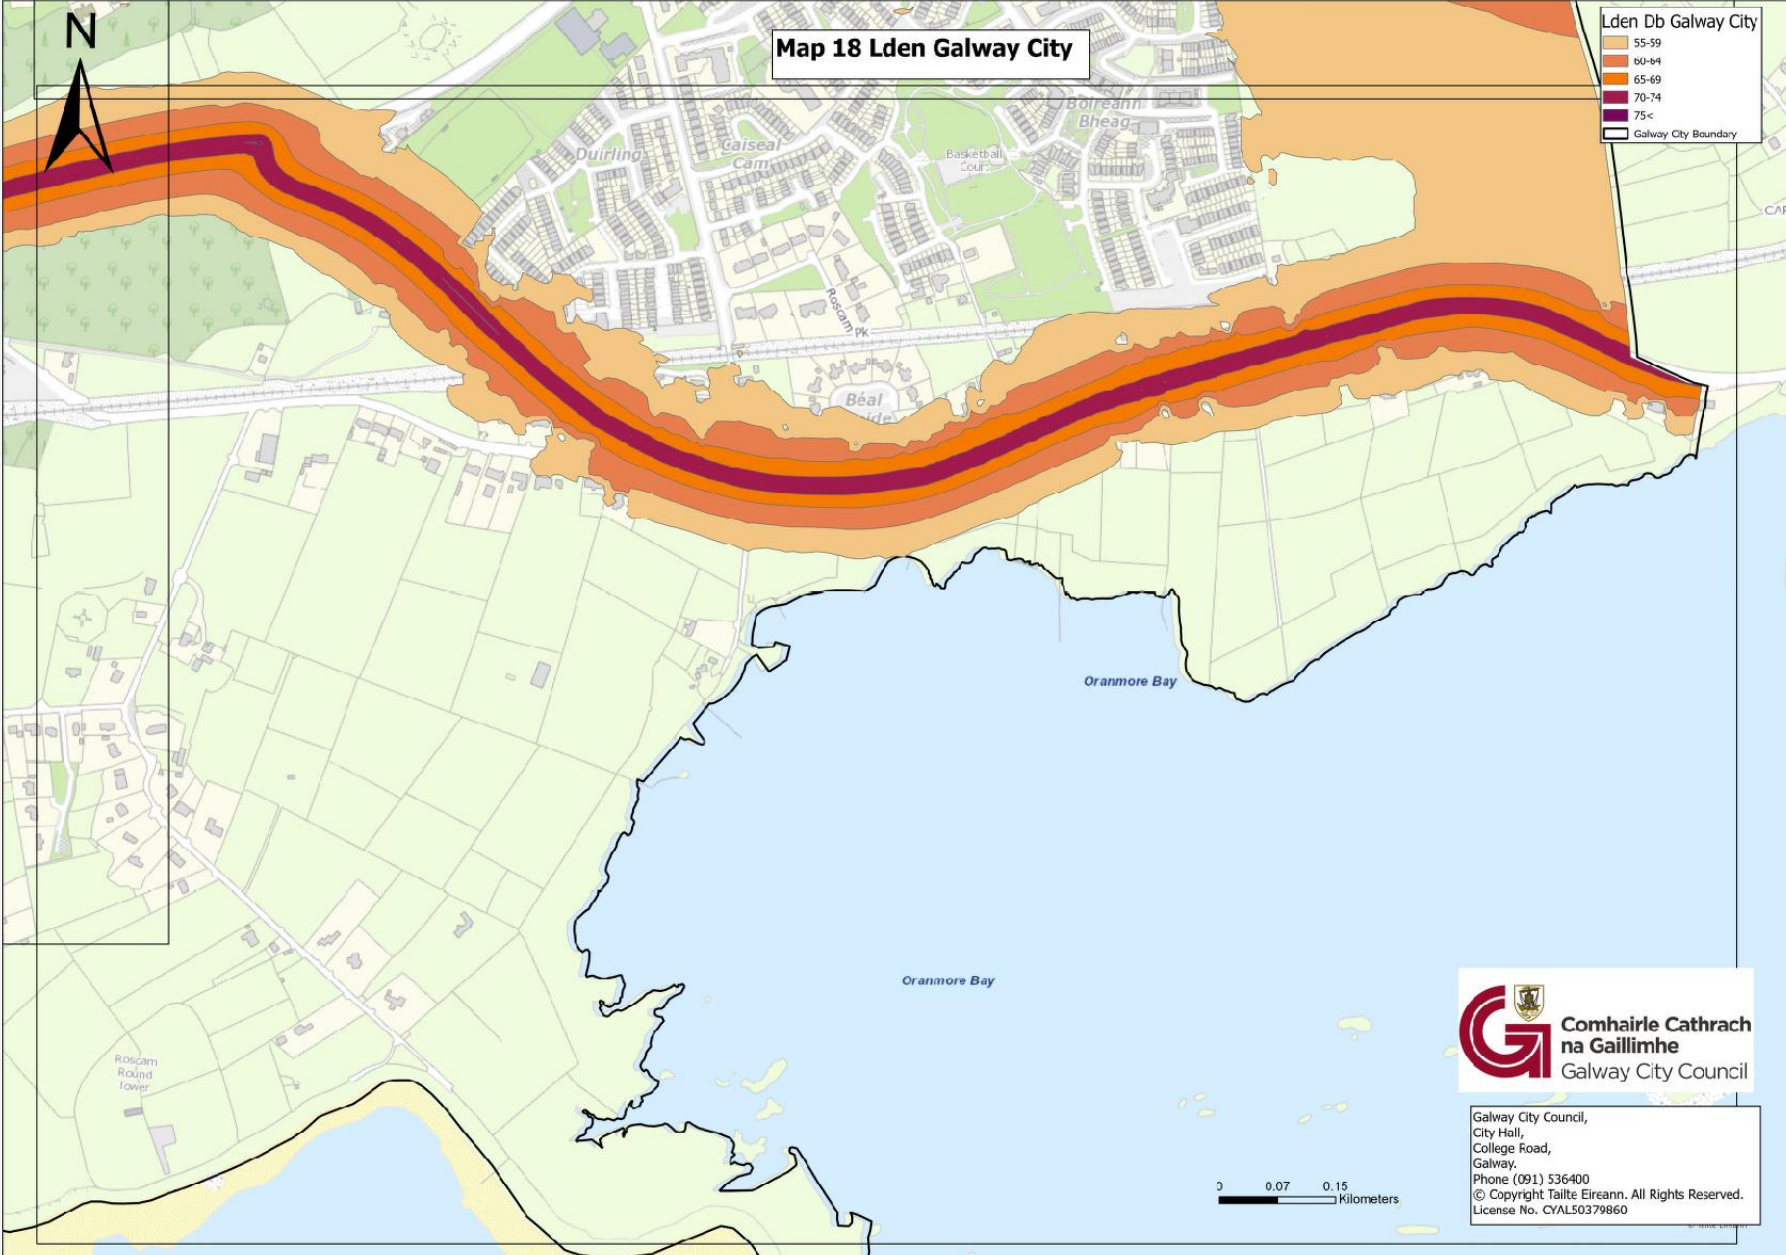 N
Map 18 Lden Galway City
Lden Db Galway City
55-59
60-64
65-69
70-74
75<
Galway City Boundary
Boireann
Bheag
Duirling
Caiseal
Cam
Basketball
Court
Roscam Pk
Béal
Oranmore Bay
Oranmore Bay
Roscam
Round
Tower
Comhairle Cathrach
na Gaillimhe
Galway City Council
Galway City Council,
City Hall,
College Road,
Galway.
Phone (091) 536400
© Copyright Tailte Eireann. All Rights Reserved.
License No. CYAL50379860
0 0.07 0.15
Kilometers